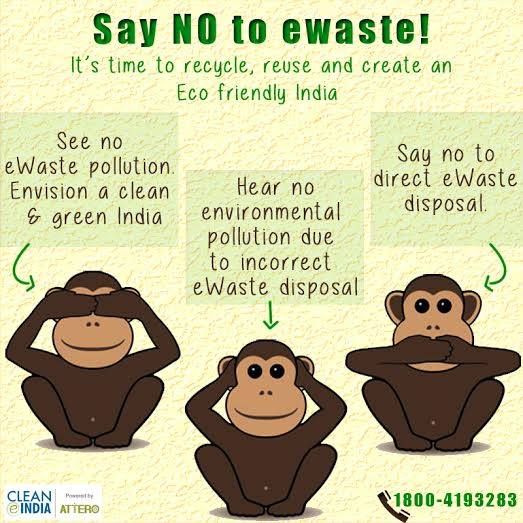 Say NO to ewaste!
It's time to recycle, reuse and create an
Eco friendly India
See no
eWaste pollution.
Envision a clean
& green India
Hear no
environmental
pollution due
to incorrect
eWaste disposal
Say no to
direct eWaste
disposal.
CLEAN
e INDIA
Powered by
ATTERO
1800-4193283